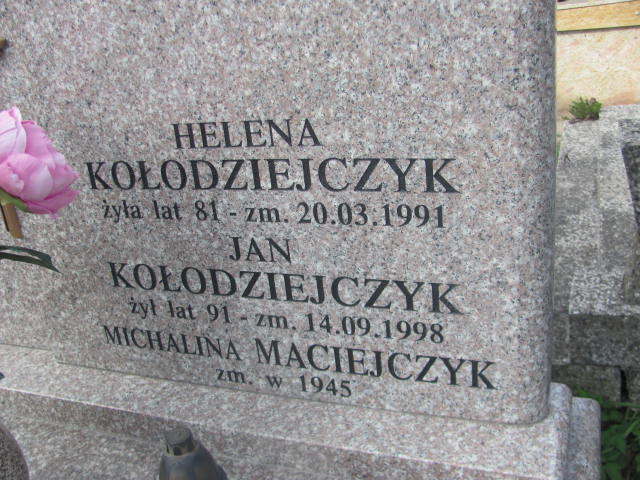 HELENA
KOŁODZIEJCZYK
żyła lat 81 - zm. 20.03.1991
JAN
KOŁODZIEJCZYK
żył lat 91 - zm. 14.09.1998
MICHALINA MACIEJCZYK
zm. w 1945